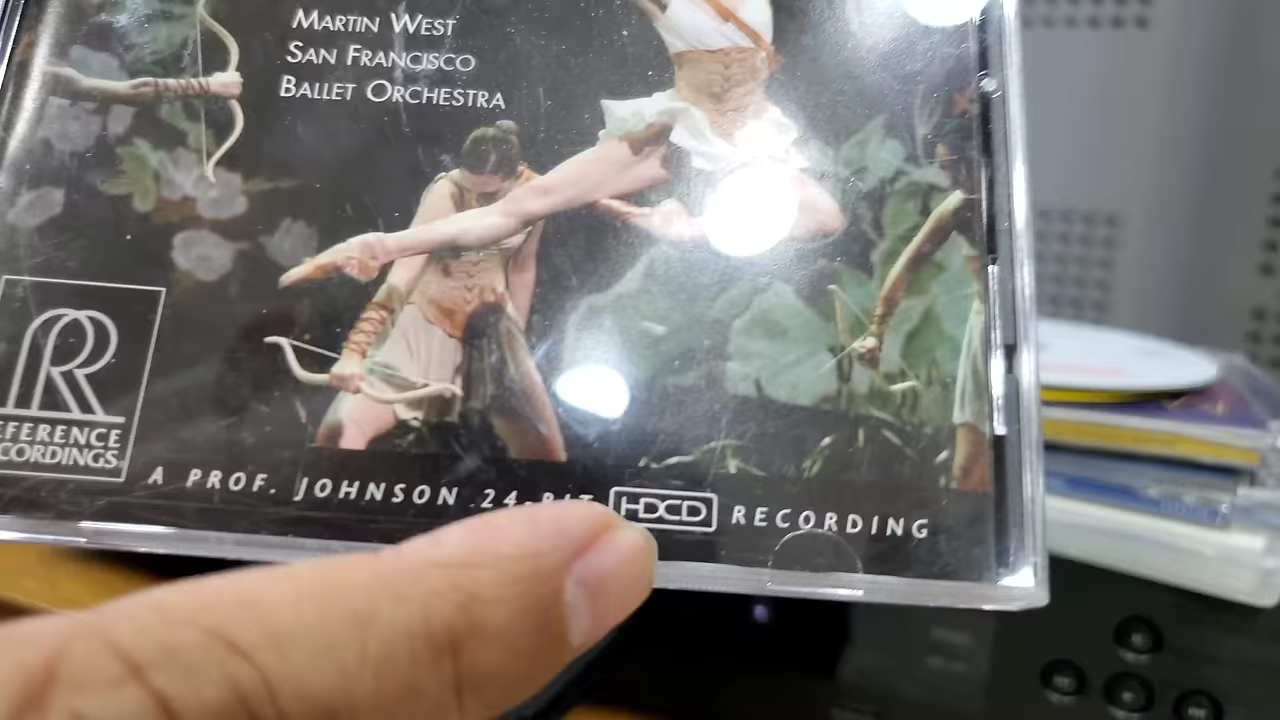 Martin West
San Francisco
Ballet Orchestra
EFERENCE
CORDINGS
A PROF. JOHNSON 24-BIT HDCD RECORDING